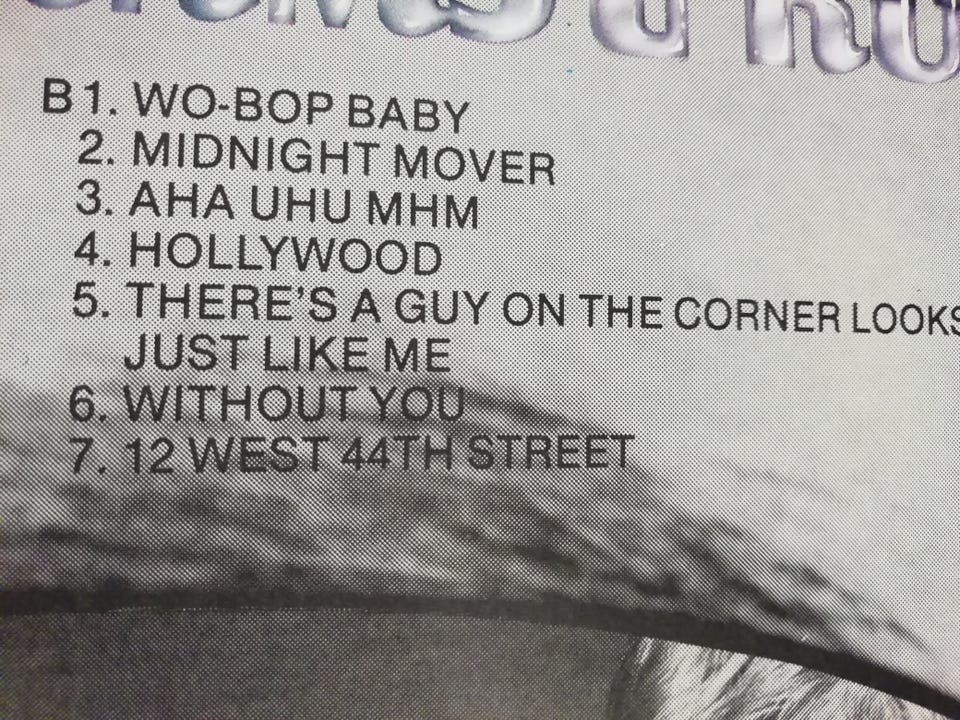 B 1. WO-BOP BABY
2. MIDNIGHT MOVER
3. AHA UHU MHM
4. HOLLYWOOD
5. THERE'S A GUY ON THE CORNER LOOKS
JUST LIKE ME
6. WITHOUT YOU
7. 12 WEST 44TH STREET